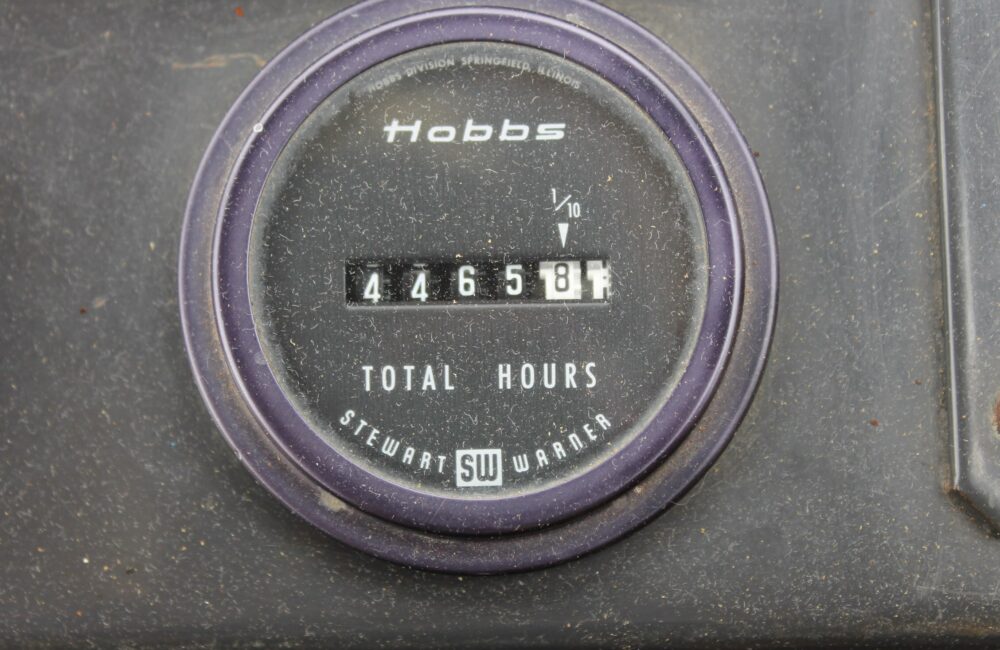 HOBBS DIVISION SPRINGFIELD, ILLINOIS
Hobbs
1/10
4 4 6 5 8
TOTAL HOURS
STEWART SW WARNER